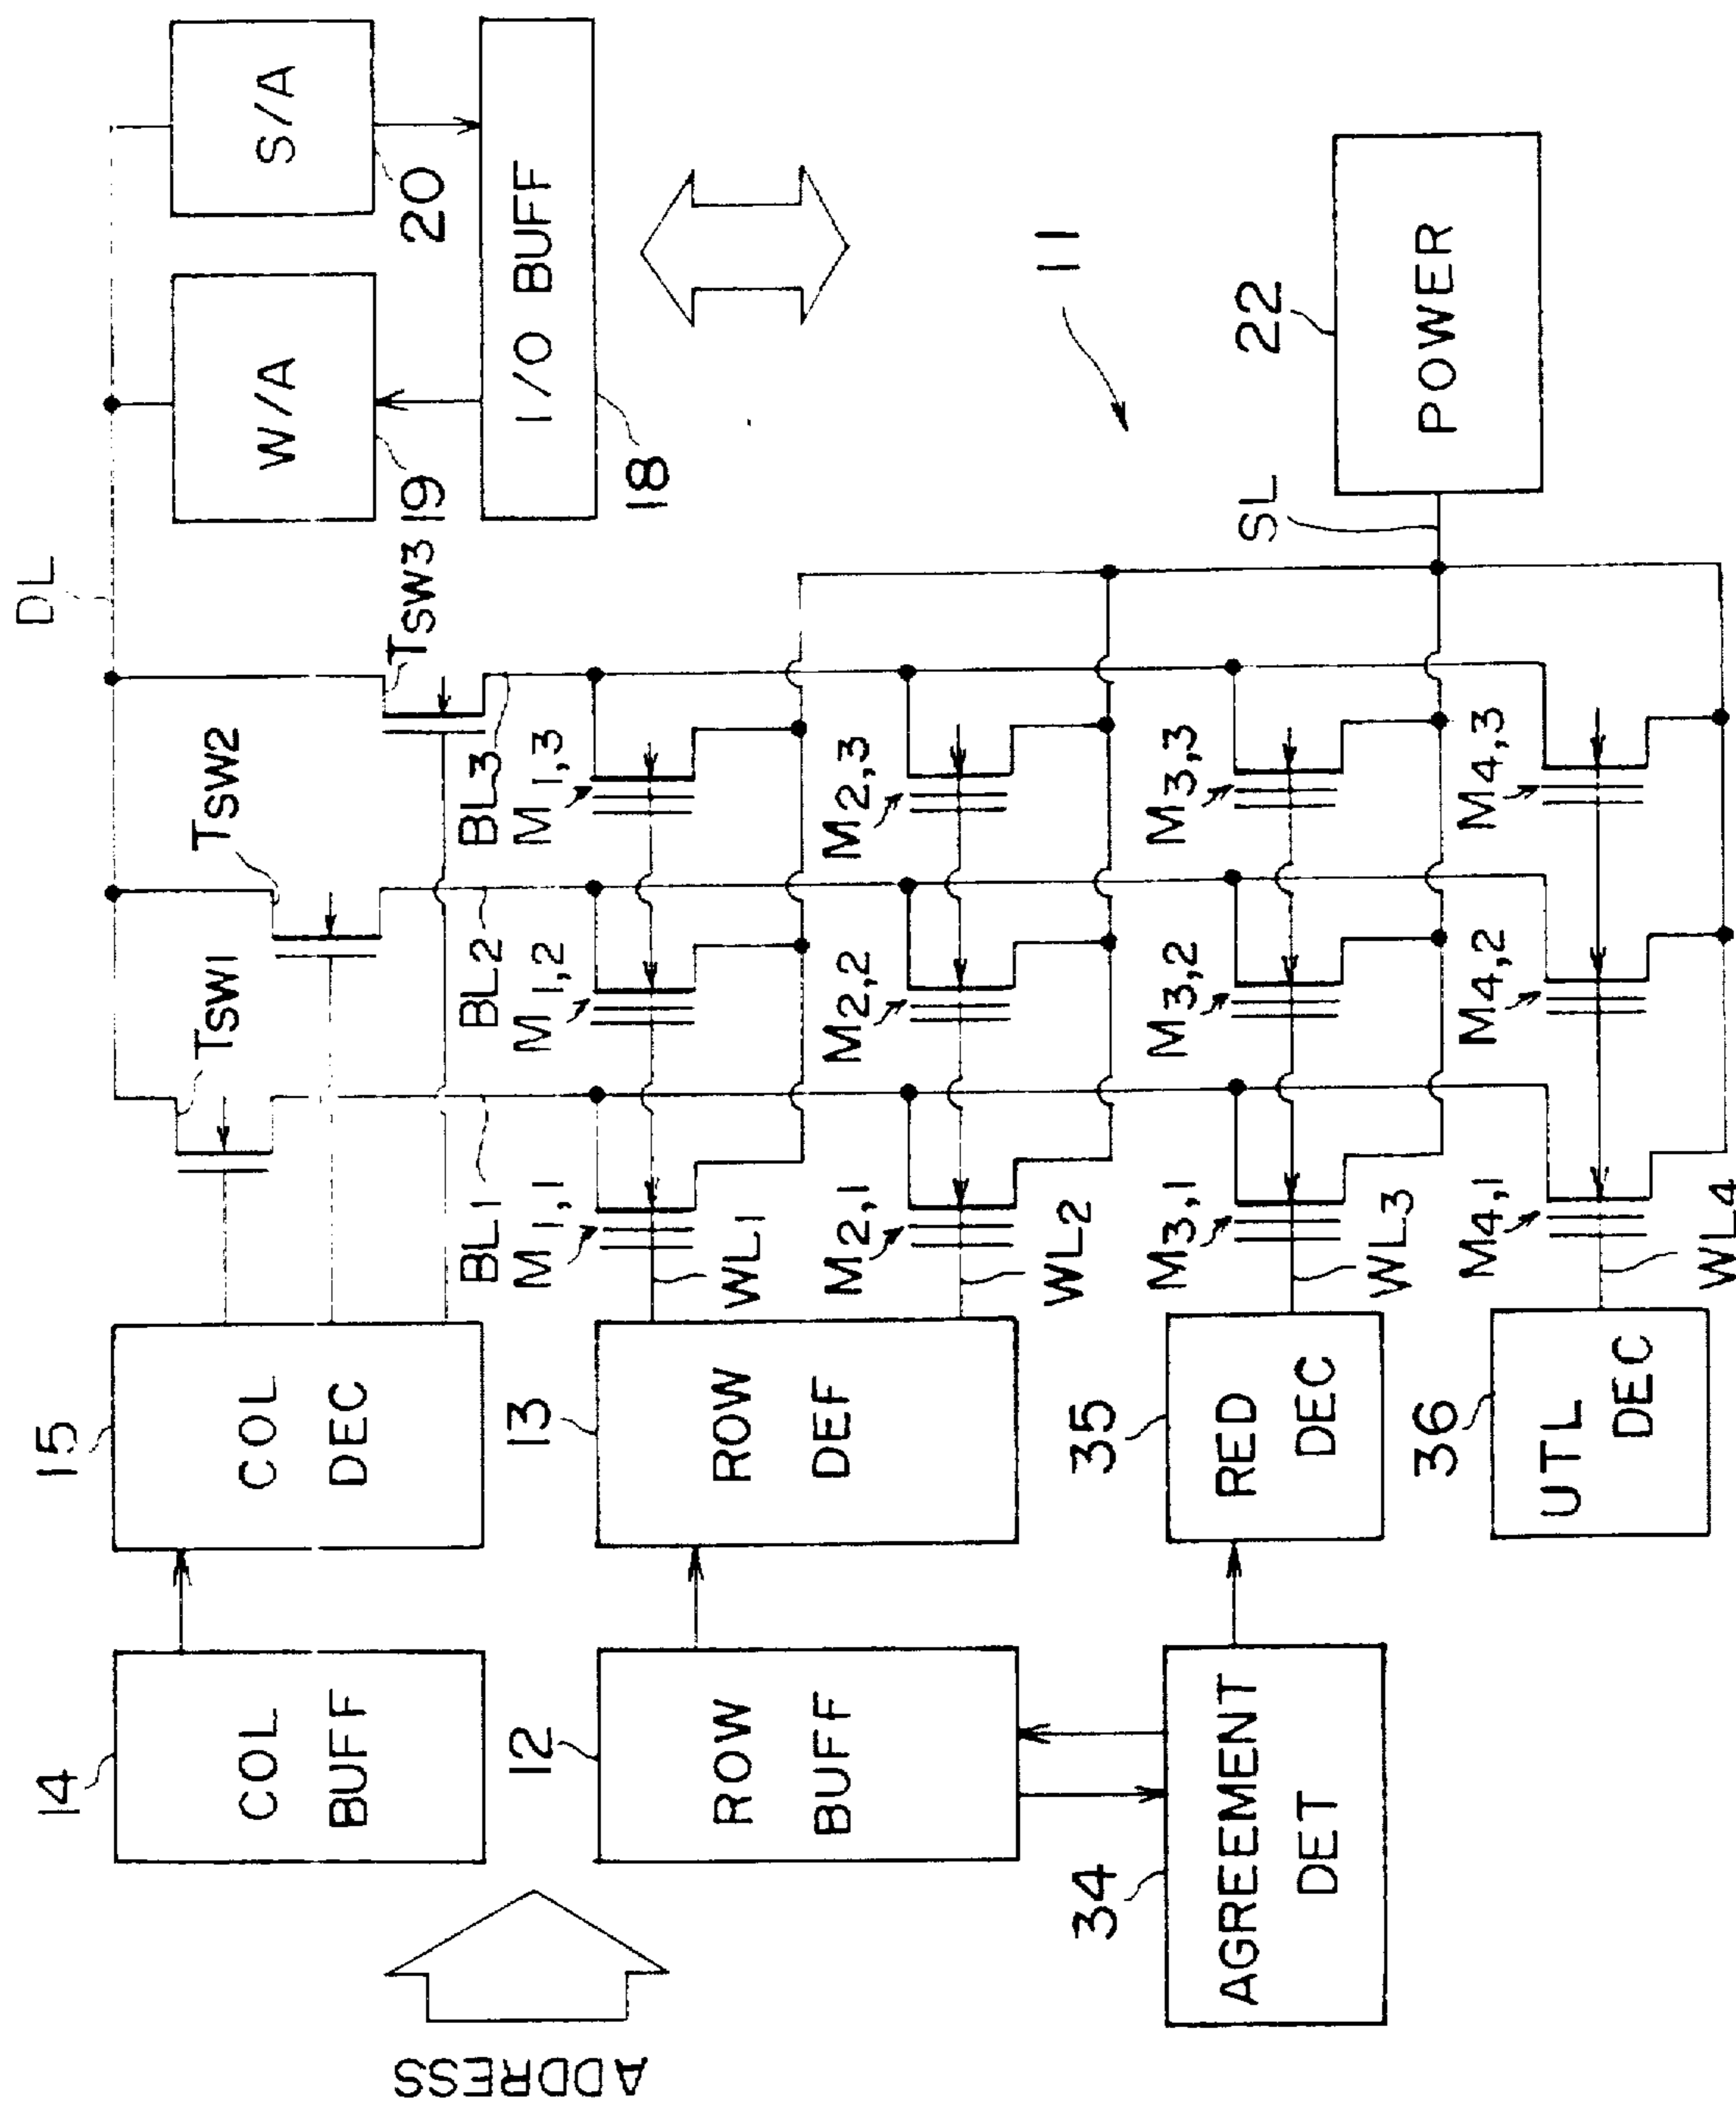 ADDRESS
14
COL
BUFF
15
COL
DEC
12
ROW
BUFF
13
ROW
DEF
34
AGREEMENT
DET
35
RED
DEC
36
UTL
DEC
DL
TSW1
TSW2
TSW3
BL1
BL2
BL3
M1,1
M1,2
M1,3
WL1
M2,1
M2,2
M2,3
WL2
M3,1
M3,2
M3,3
WL3
M4,1
M4,2
M4,3
WL4
W/A
19
S/A
20
I/O BUFF
18
11
SL
22
POWER